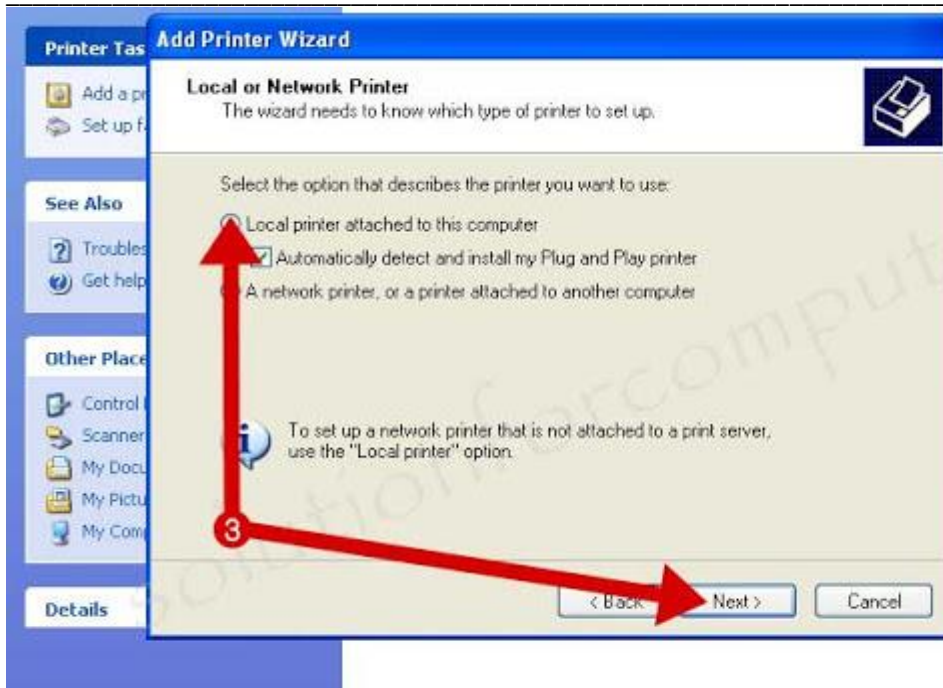 Printer Tas
Add a pr
Set up f
See Also
Troubles
Get help
Other Place
Control
Scanner
My Docu
My Pictu
My Com
Details
Add Printer Wizard
Local or Network Printer
The wizard needs to know which type of printer to set up.
Select the option that describes the printer you want to use:
Local printer attached to this computer
Automatically detect and install my Plug and Play printer
A network printer, or a printer attached to another computer
To set up a network printer that is not attached to a print server,
use the "Local printer" option.
3
< Back Next > Cancel
solutionforcomput